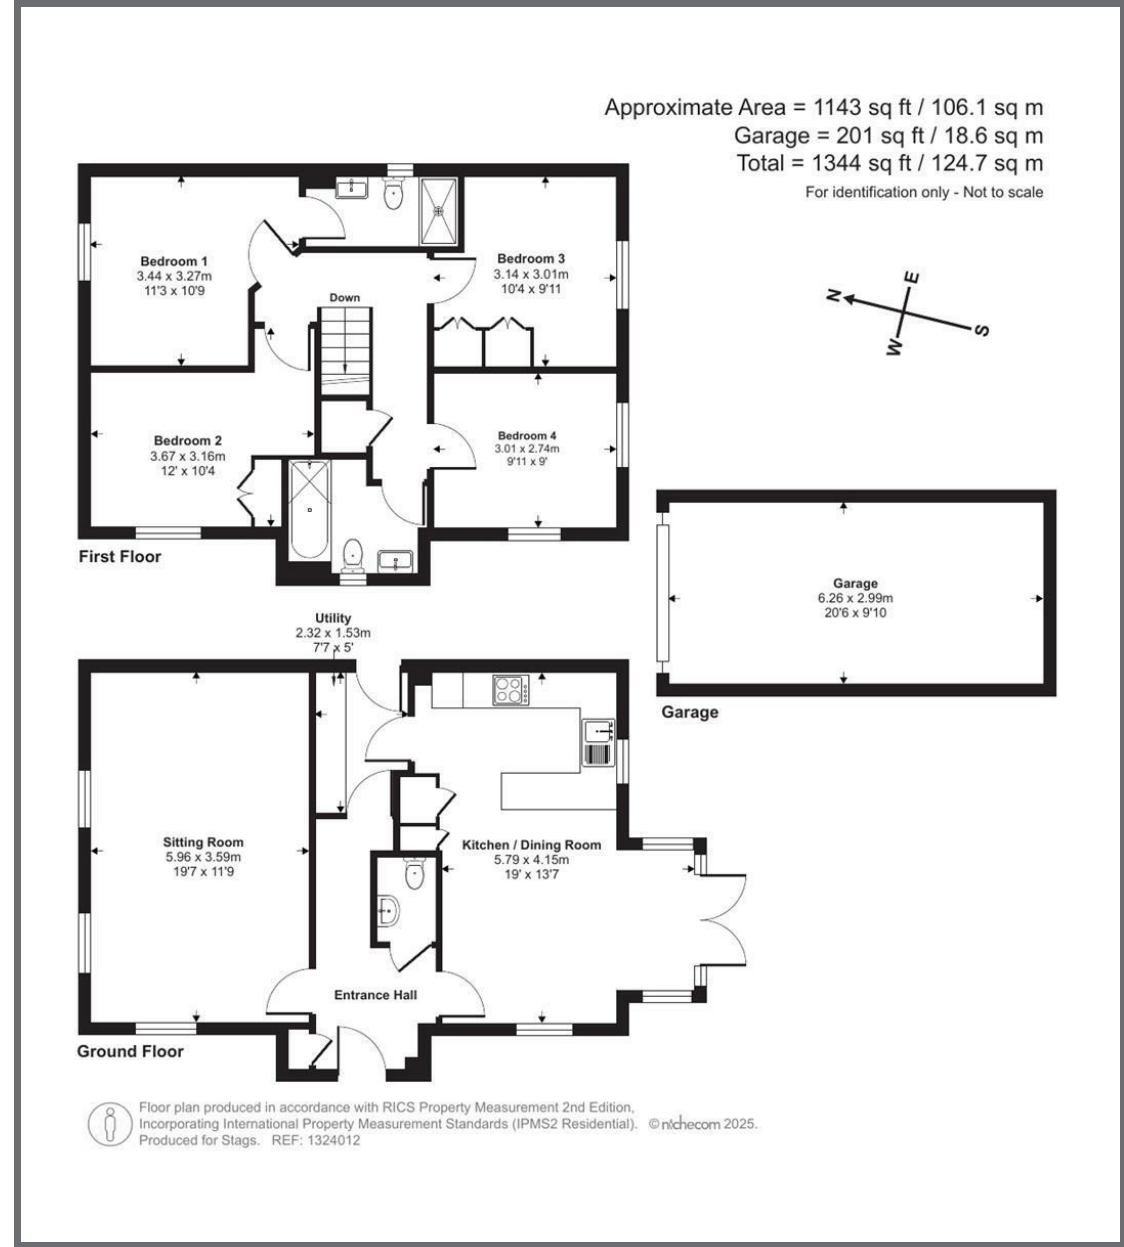 Approximate Area = 1143 sq ft / 106.1 sq m
Garage = 201 sq ft / 18.6 sq m
Total = 1344 sq ft / 124.7 sq m
For identification only - Not to scale
N
E
S
W
Bedroom 1
3.44 x 3.27m
11'3 x 10'9
Bedroom 3
3.14 x 3.01m
10'4 x 9'11
Down
Bedroom 2
3.67 x 3.16m
12' x 10'4
Bedroom 4
3.01 x 2.74m
9'11 x 9'
First Floor
Garage
6.26 x 2.99m
20'6 x 9'10
Garage
Utility
2.32 x 1.53m
7'7 x 5'
Sitting Room
5.96 x 3.59m
19'7 x 11'9
Kitchen / Dining Room
5.79 x 4.15m
19' x 13'7
Entrance Hall
Ground Floor
Floor plan produced in accordance with RICS Property Measurement 2nd Edition,
Incorporating International Property Measurement Standards (IPMS2 Residential). © nichecom 2025.
Produced for Stags. REF: 1324012